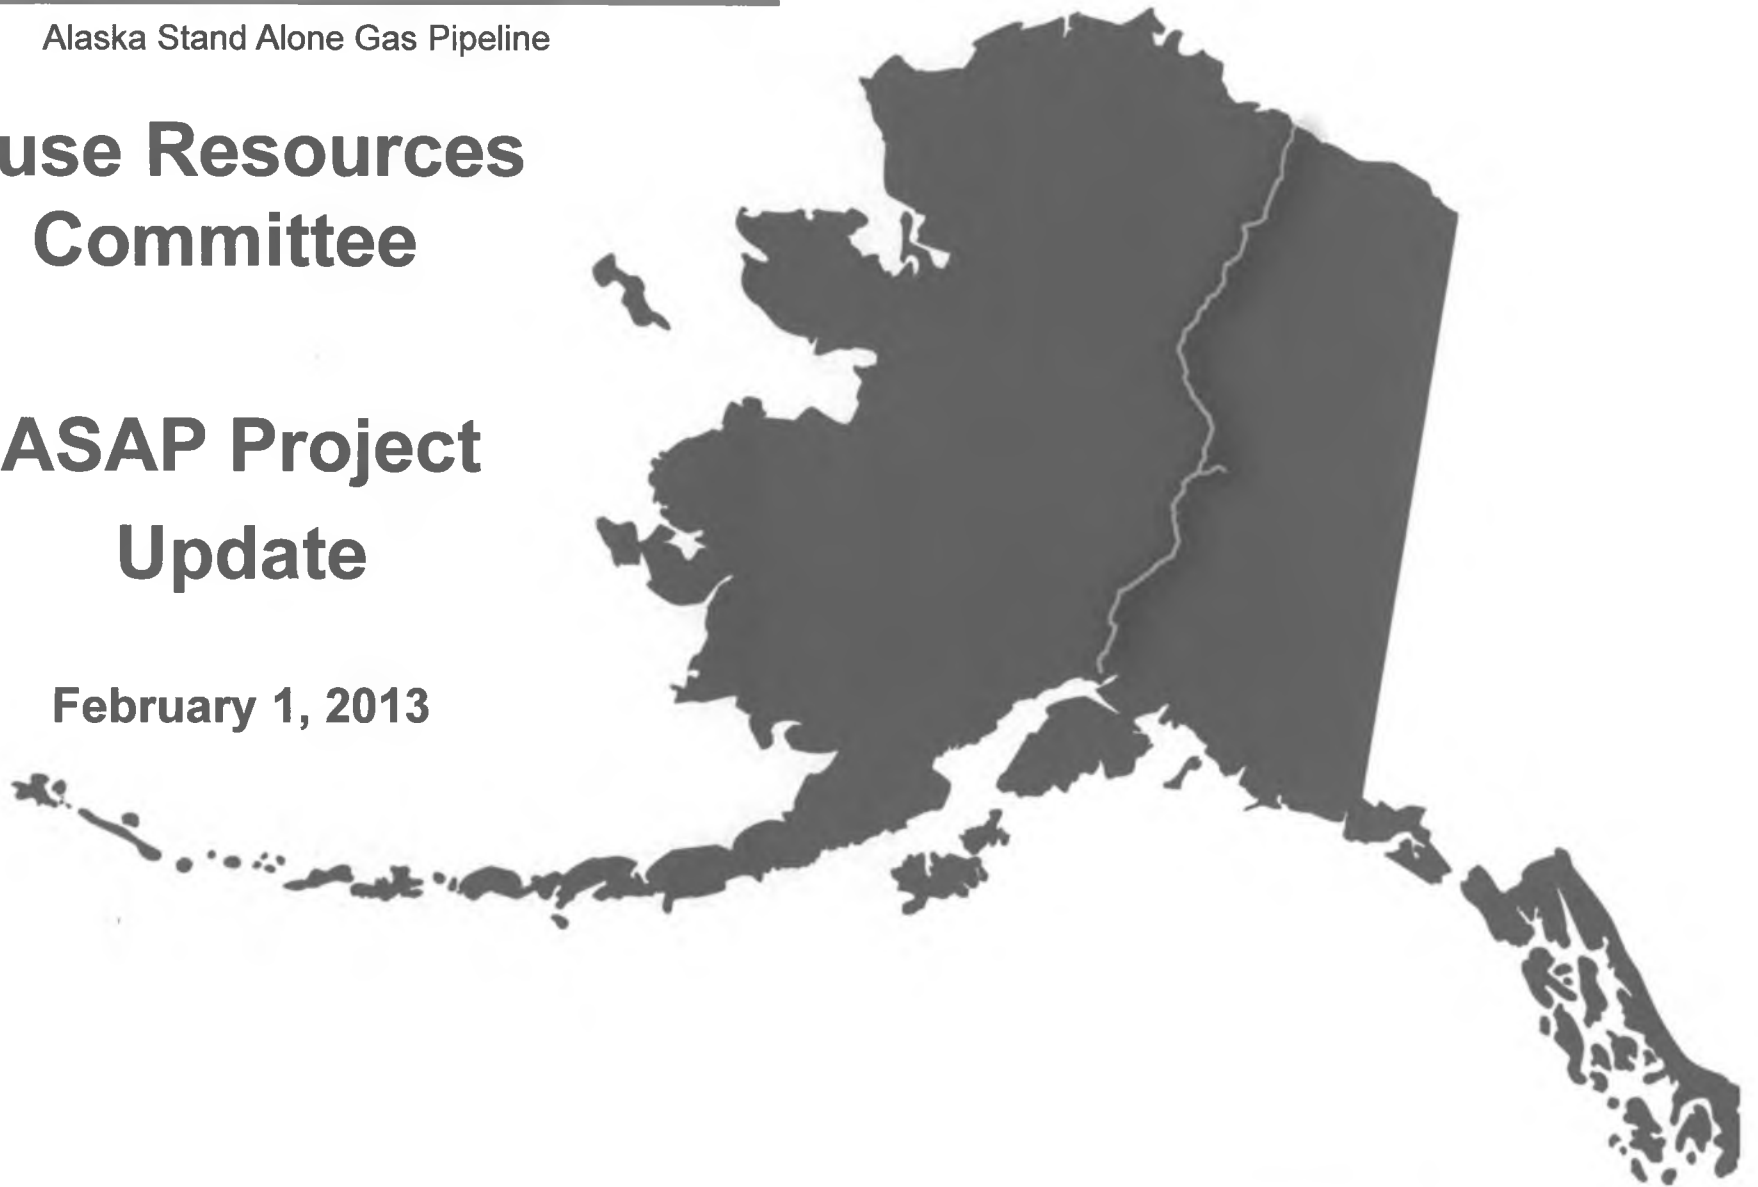 Alaska Stand Alone Gas Pipeline
use Resources
Committee
ASAP Project
Update
February 1, 2013